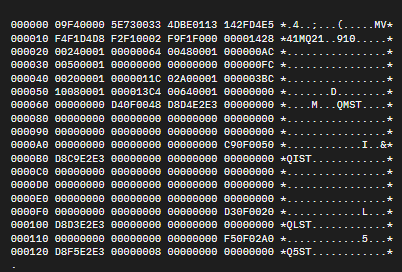 000000 09F40000 5E730033 4DBE0113 142FD4E5 *.4..;...(.....MV*
000010 F4F1D4D8 F2F10002 F9F1F000 00001428 *41MQ21..910.....*
000020 00240001 00000064 00480001 000000AC *................*
000030 00500001 00000000 00000000 000000FC *................*
000040 00200001 0000011C 02A00001 000003BC *................*
000050 10080001 000013C4 00640001 00000000 *.......D........*
000060 00000000 D40F0048 D8D4E2E3 00000000 *....M...QMST....*
000080 00000000 00000000 00000000 00000000 *................*
000090 00000000 00000000 00000000 00000000 *................*
0000A0 00000000 00000000 00000000 C90F0050 *............I..&*
0000B0 D8C9E2E3 00000000 00000000 00000000 *QIST............*
0000C0 00000000 00000000 00000000 00000000 *................*
0000D0 00000000 00000000 00000000 00000000 *................*
0000E0 00000000 00000000 00000000 00000000 *................*
0000F0 00000000 00000000 00000000 D30F0020 *............L...*
000100 D8D3E2E3 00000000 00000000 00000000 *QLST............*
000110 00000000 00000000 00000000 F50F02A0 *............5...*
000120 D8F5E2E3 00000008 00000000 00000000 *Q5ST............*
.